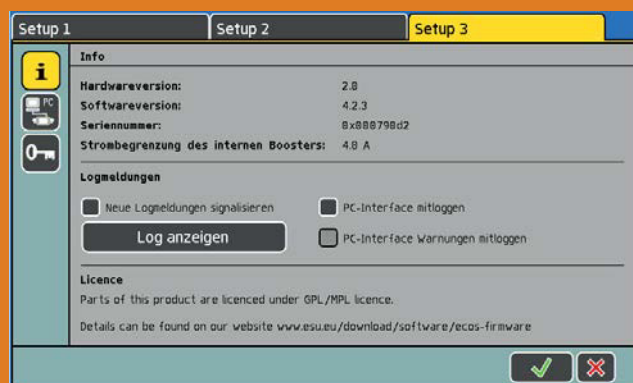 Setup 1 Setup 2 Setup 3
i
Info
PC
Hardwareversion: 2.0
Softwareversion: 4.2.3
Seriennummer: 0x000798d2
Strombegrenzung des internen Boosters: 4.0 A
Logmeldungen
Neue Logmeldungen signalisieren PC-Interface mitloggen
Log anzeigen PC-Interface Warnungen mitloggen
Licence
Parts of this product are licenced under GPL/MPL licence.
Details can be found on our website www.esu.eu/download/software/ecos-firmware